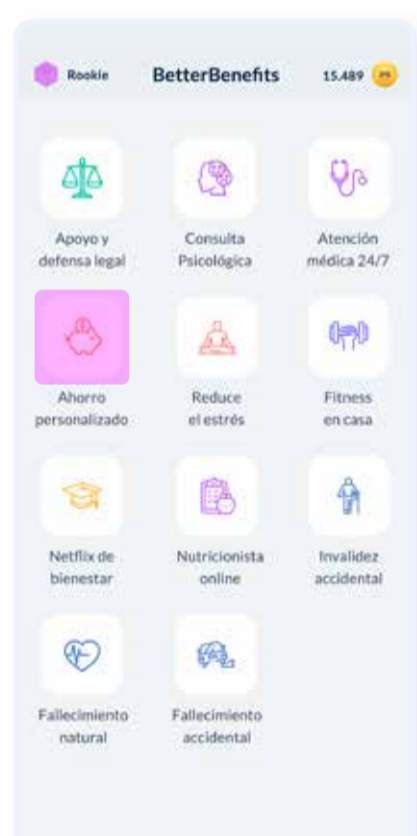 Rookie BetterBenefits 15.489
Apoyo y
defensa legal
Consulta
Psicológica
Atención
médica 24/7
Ahorro
personalizado
Reduce
el estrés
Fitness
en casa
Netflix de
bienestar
Nutricionista
online
Invalidez
accidental
Fallecimiento
natural
Fallecimiento
accidental